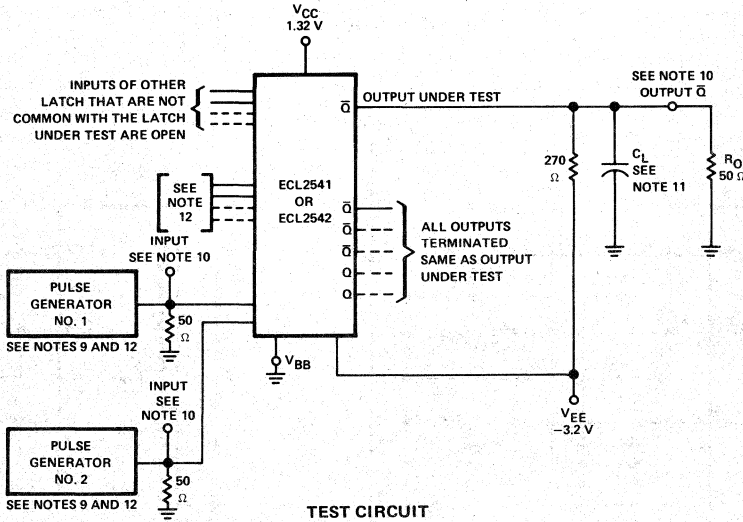 VCC
1.32 V
INPUTS OF OTHER
LATCH THAT ARE NOT
COMMON WITH THE LATCH
UNDER TEST ARE OPEN
Q̅
OUTPUT UNDER TEST
SEE NOTE 10
OUTPUT Q̅
270
Ω
CL
SEE
NOTE 11
RO
50 Ω
SEE
NOTE
12
ECL2541
OR
ECL2542
Q̅
Q̅
Q̅
Q
Q
ALL OUTPUTS
TERMINATED
SAME AS OUTPUT
UNDER TEST
INPUT
SEE NOTE 10
PULSE
GENERATOR
NO. 1
50
Ω
SEE NOTES 9 AND 12
VBB
INPUT
SEE
NOTE 10
VEE
−3.2 V
PULSE
GENERATOR
NO. 2
50
Ω
SEE NOTES 9 AND 12
TEST CIRCUIT